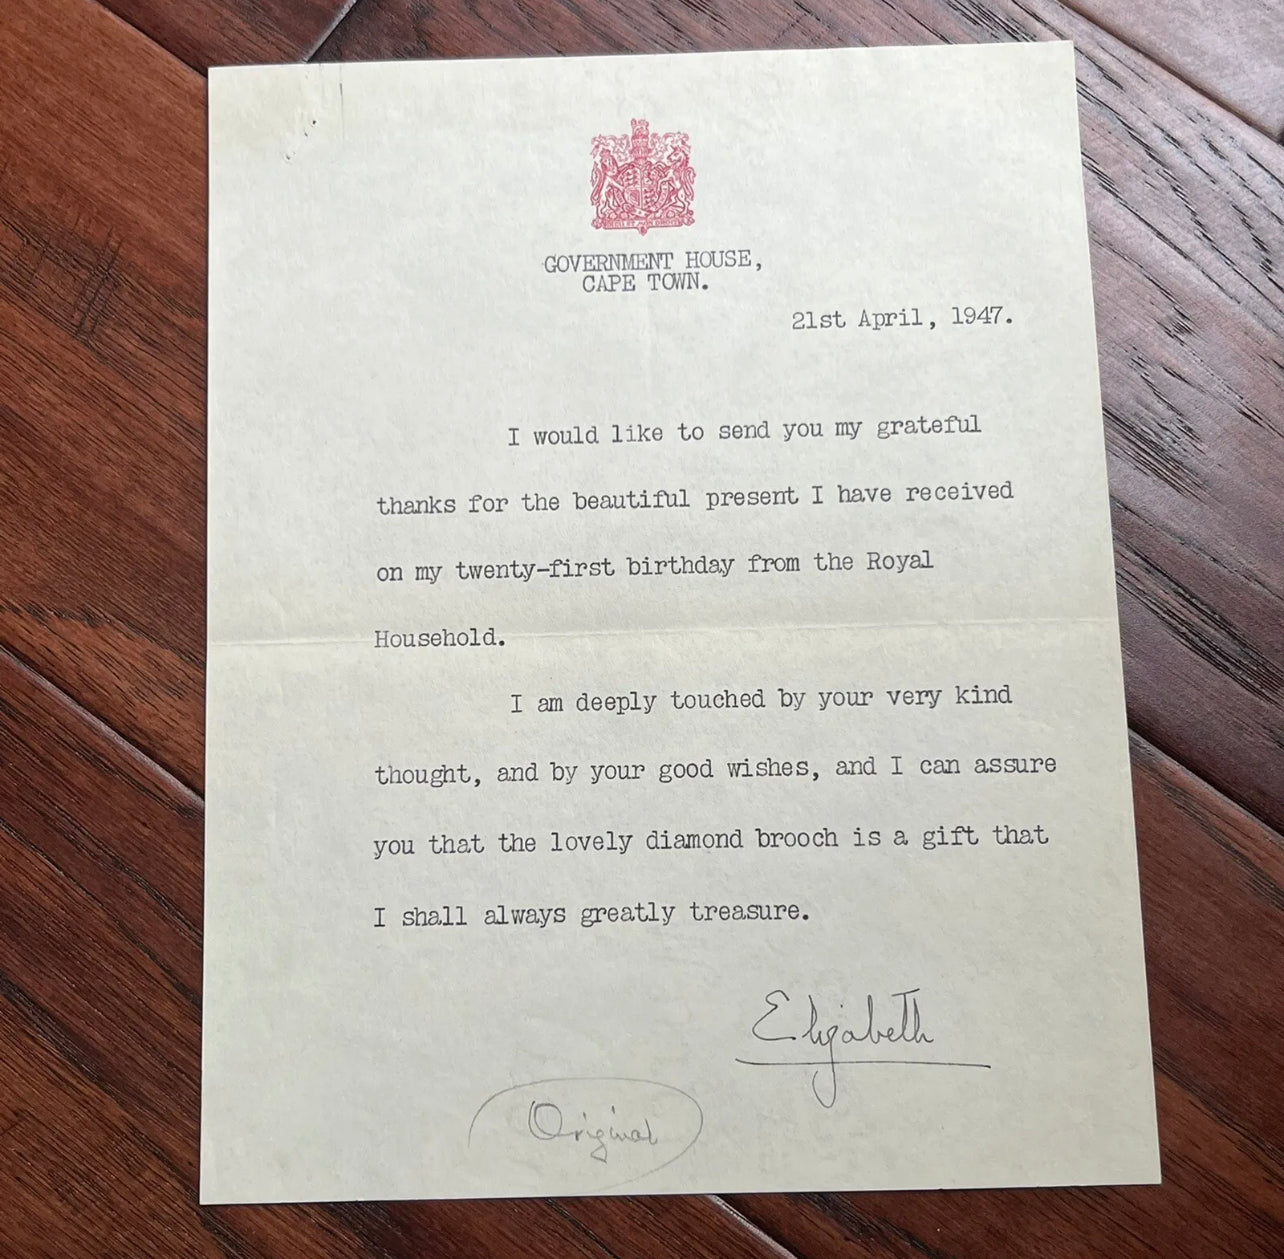 GOVERNMENT HOUSE,
CAPE TOWN.
21st April, 1947.
I would like to send you my grateful
thanks for the beautiful present I have received
on my twenty-first birthday from the Royal
Household.
I am deeply touched by your very kind
thought, and by your good wishes, and I can assure
you that the lovely diamond brooch is a gift that
I shall always greatly treasure.
Elizabeth
Original